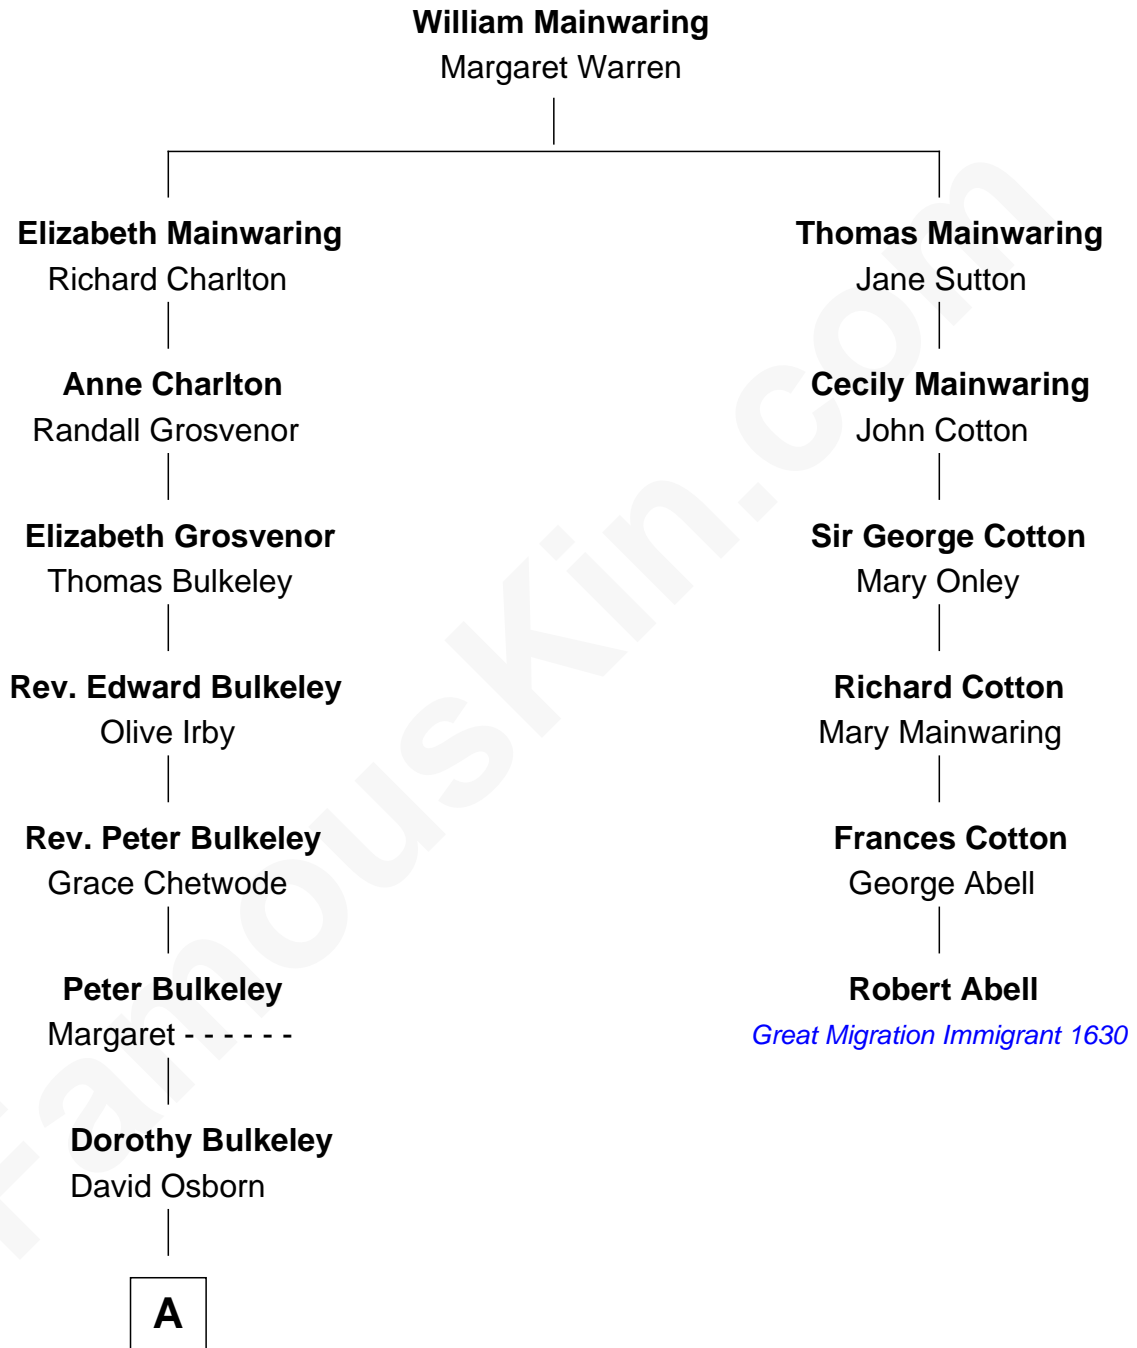 William Mainwaring
Margaret Warren
Elizabeth Mainwaring
Richard Charlton
Thomas Mainwaring
Jane Sutton
Anne Charlton
Randall Grosvenor
Cecily Mainwaring
John Cotton
Elizabeth Grosvenor
Thomas Bulkeley
Sir George Cotton
Mary Onley
Rev. Edward Bulkeley
Olive Irby
Richard Cotton
Mary Mainwaring
Rev. Peter Bulkeley
Grace Chetwode
Frances Cotton
George Abell
Peter Bulkeley
Margaret - - - - - -
Robert Abell
Great Migration Immigrant 1630
Dorothy Bulkeley
David Osborn
A
FamousKin.com